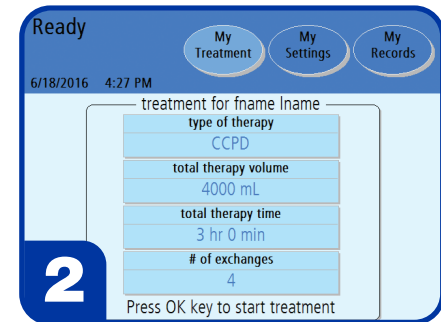 Ready
My Treatment
My Settings
My Records
6/18/2016 4:27 PM
treatment for fname lname
type of therapy
CCPD
total therapy volume
4000 mL
total therapy time
3 hr 0 min
# of exchanges
4
2
Press OK key to start treatment